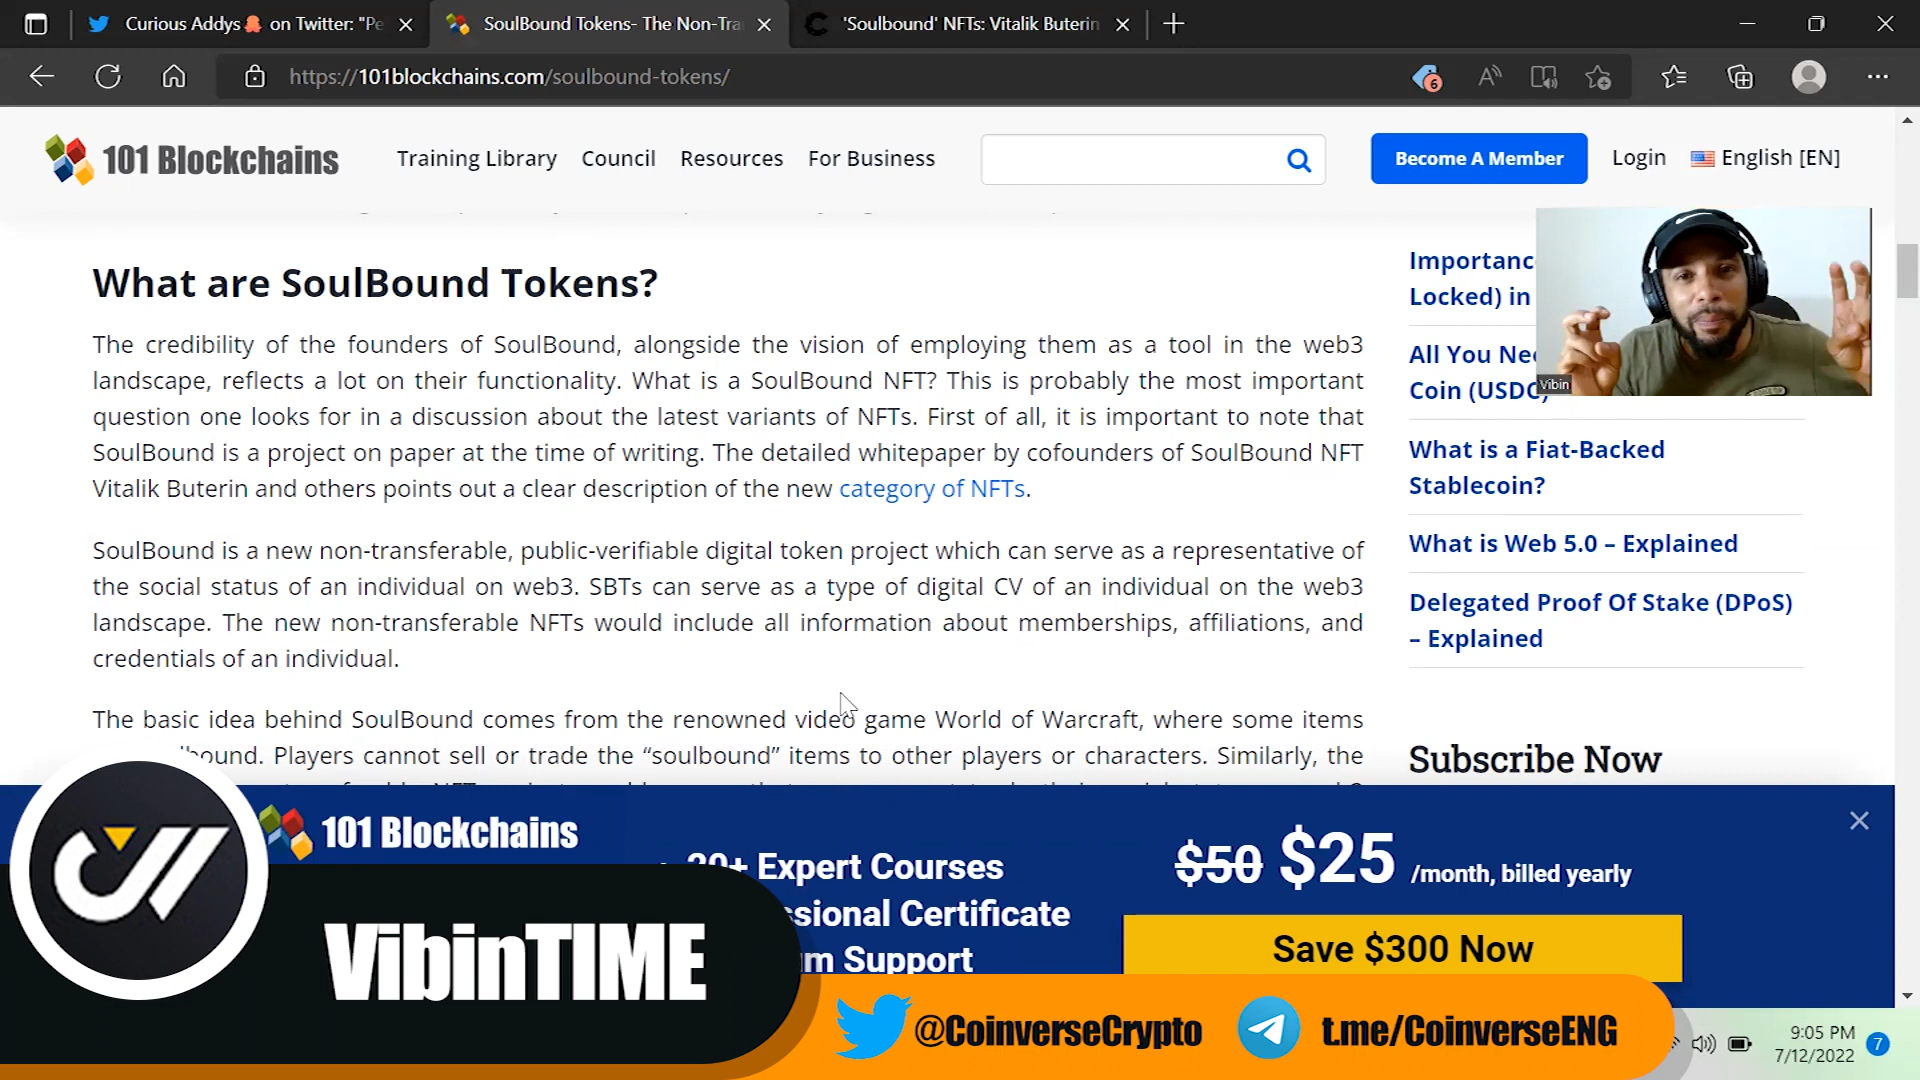 Curious Addys on Twitter: "Pe
SoulBound Tokens- The Non-Tra
'Soulbound' NFTs: Vitalik Buterin
https://101blockchains.com/soulbound-tokens/
6
101 Blockchains
Training Library
Council
Resources
For Business
Become A Member
Login
English [EN]
What are SoulBound Tokens?
The credibility of the founders of SoulBound, alongside the vision of employing them as a tool in the web3
landscape, reflects a lot on their functionality. What is a SoulBound NFT? This is probably the most important
question one looks for in a discussion about the latest variants of NFTs. First of all, it is important to note that
SoulBound is a project on paper at the time of writing. The detailed whitepaper by cofounders of SoulBound NFT
Vitalik Buterin and others points out a clear description of the new category of NFTs.
SoulBound is a new non-transferable, public-verifiable digital token project which can serve as a representative of
the social status of an individual on web3. SBTs can serve as a type of digital CV of an individual on the web3
landscape. The new non-transferable NFTs would include all information about memberships, affiliations, and
credentials of an individual.
The basic idea behind SoulBound comes from the renowned video game World of Warcraft, where some items
bound. Players cannot sell or trade the “soulbound” items to other players or characters. Similarly, the
Importanc
Locked) in
All You Ne
Coin (USDC)
Vibin
What is a Fiat-Backed
Stablecoin?
What is Web 5.0 – Explained
Delegated Proof Of Stake (DPoS)
– Explained
Subscribe Now
101 Blockchains
20+ Expert Courses
ssional Certificate
m Support
$50 $25 /month, billed yearly
Save $300 Now
VibinTIME
@CoinverseCrypto
t.me/CoinverseENG
9:05 PM
7/12/2022
7